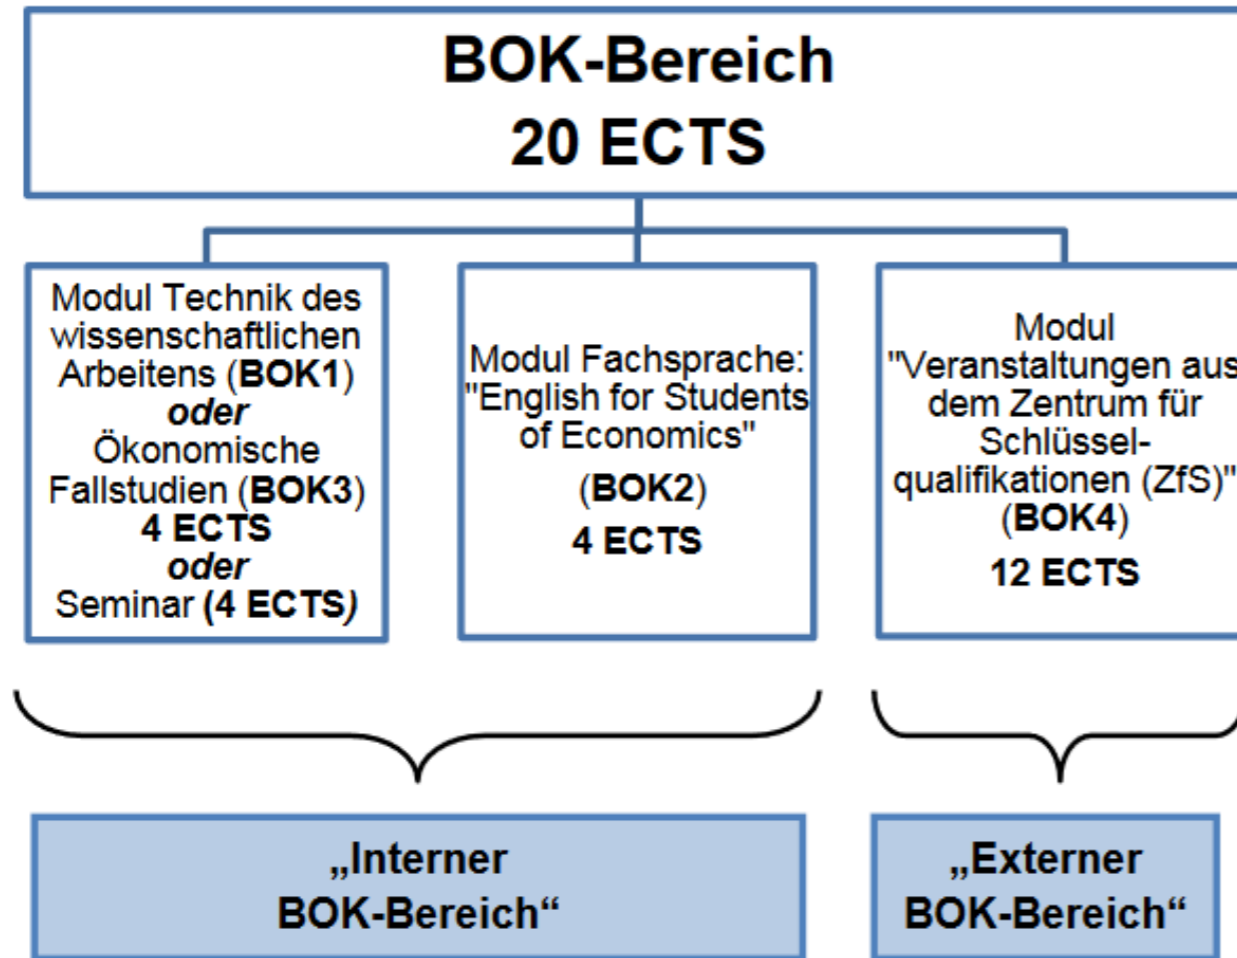 BOK-Bereich
20 ECTS
Modul Technik des
wissenschaftlichen
Arbeitens (BOK1)
oder
Ökonomische
Fallstudien (BOK3)
4 ECTS
oder
Seminar (4 ECTS)
Modul Fachsprache:
"English for Students
of Economics"
(BOK2)
4 ECTS
Modul
"Veranstaltungen aus
dem Zentrum für
Schlüssel-
qualifikationen (ZfS)"
(BOK4)
12 ECTS
„Interner
BOK-Bereich“
„Externer
BOK-Bereich“